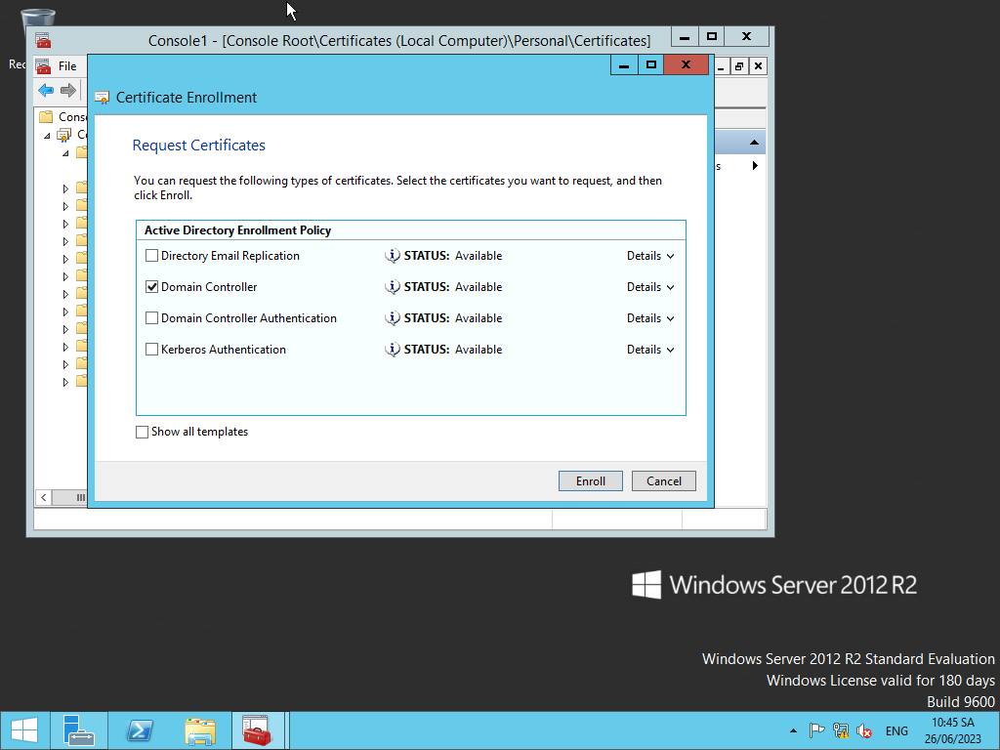 Console1 - [Console Root\Certificates (Local Computer)\Personal\Certificates]
File
Certificate Enrollment
Request Certificates
You can request the following types of certificates. Select the certificates you want to request, and then
click Enroll.
Active Directory Enrollment Policy
Directory Email Replication STATUS: Available Details
Domain Controller STATUS: Available Details
Domain Controller Authentication STATUS: Available Details
Kerberos Authentication STATUS: Available Details
Show all templates
Enroll Cancel
Windows Server 2012 R2
Windows Server 2012 R2 Standard Evaluation
Windows License valid for 180 days
Build 9600
ENG
10:45 SA
26/06/2023